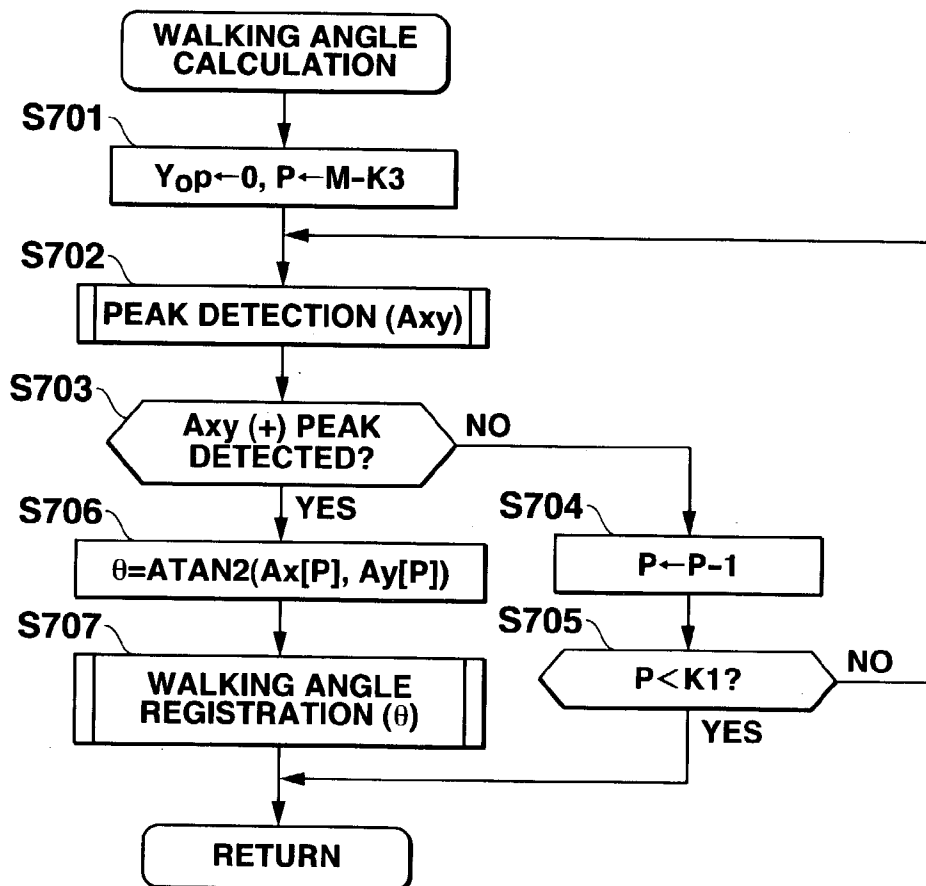 WALKING ANGLE
CALCULATION
S701
Yop←0, P←M-K3
S702
PEAK DETECTION (Axy)
S703
Axy (+) PEAK
DETECTED?
NO
YES
S706
θ=ATAN2(Ax[P], Ay[P])
S704
P←P-1
S707
WALKING ANGLE
REGISTRATION (θ)
S705
P<K1?
NO
YES
RETURN